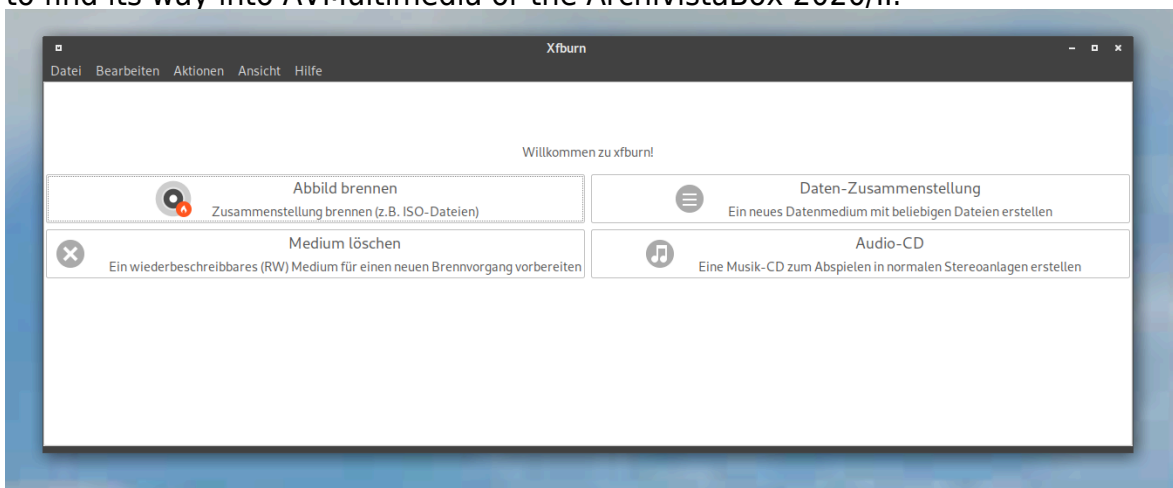 to find its way into AVMultimedia or the ArchivistaBox 2020/II.
Xfburn
Datei Bearbeiten Aktionen Ansicht Hilfe
Willkommen zu xfburn!
Abbild brennen
Zusammenstellung brennen (z.B. ISO-Dateien)
Daten-Zusammenstellung
Ein neues Datenmedium mit beliebigen Dateien erstellen
Medium löschen
Ein wiederbeschreibbares (RW) Medium für einen neuen Brennvorgang vorbereiten
Audio-CD
Eine Musik-CD zum Abspielen in normalen Stereoanlagen erstellen